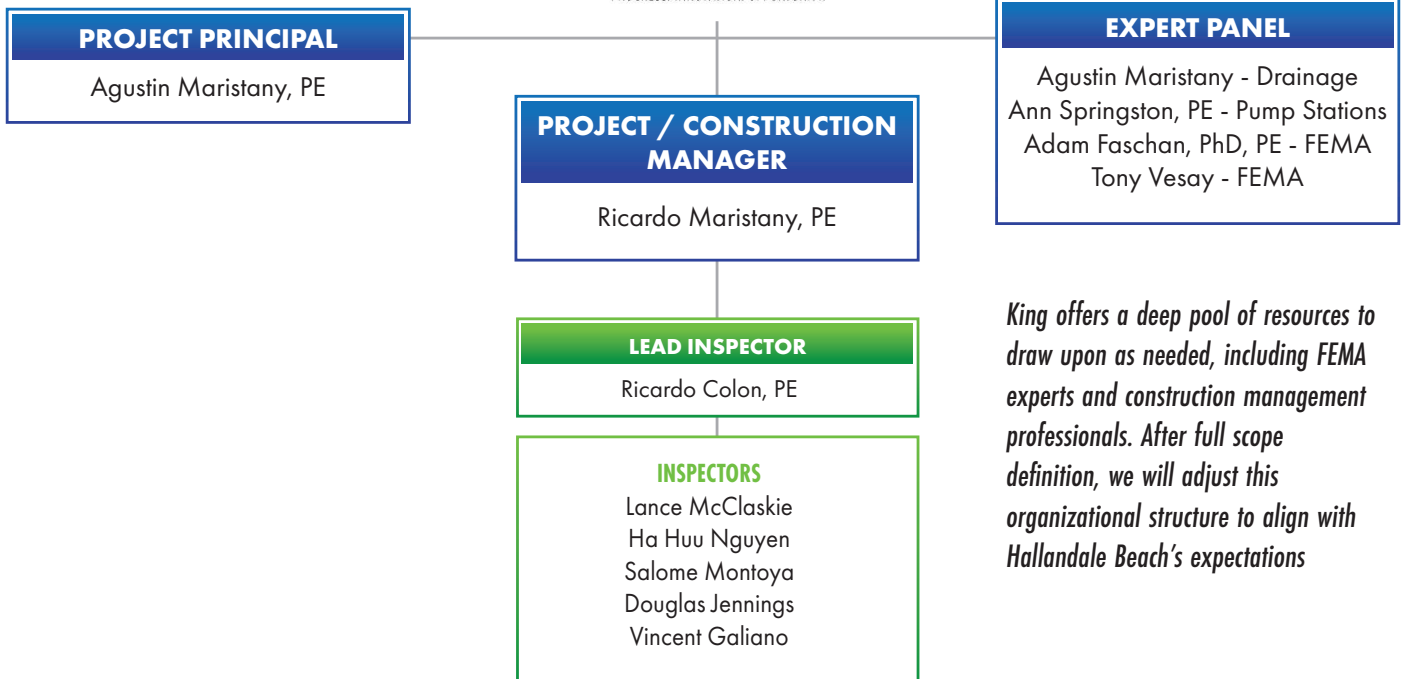 PROJECT PRINCIPAL
Agustin Maristany, PE
EXPERT PANEL
Agustin Maristany - Drainage
Ann Springston, PE - Pump Stations
Adam Faschan, PhD, PE - FEMA
Tony Vesay - FEMA
PROJECT / CONSTRUCTION
MANAGER
Ricardo Maristany, PE
LEAD INSPECTOR
Ricardo Colon, PE
INSPECTORS
Lance McClaskie
Ha Huu Nguyen
Salome Montoya
Douglas Jennings
Vincent Galiano
King offers a deep pool of resources to
draw upon as needed, including FEMA
experts and construction management
professionals. After full scope
definition, we will adjust this
organizational structure to align with
Hallandale Beach’s expectations